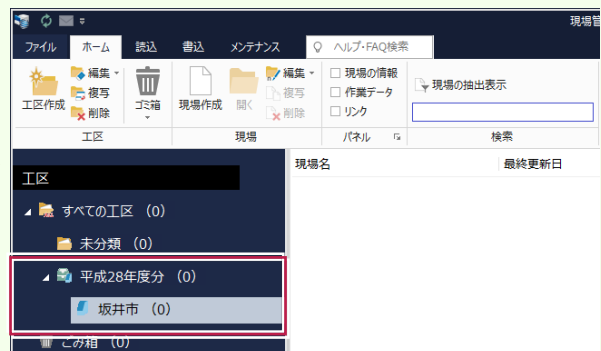 現場管
ファイル ホーム 読込 書込 メンテナンス ヘルプ・FAQ検索
編集 編集 現場の情報
工区作成 複写 ゴミ箱 現場作成 開く 複写 作業データ 現場の抽出表示
削除 削除 リンク
工区 現場 パネル 検索
工区 現場名 最終更新日
すべての工区 (0)
未分類 (0)
平成28年度分 (0)
坂井市 (0)
ごみ箱 (0)